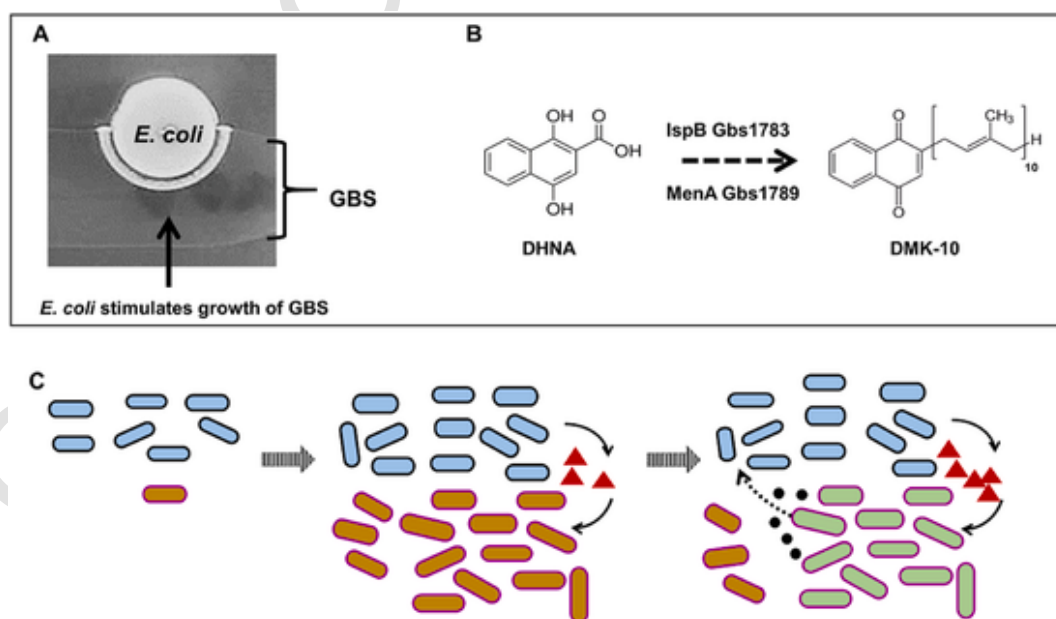 A
E. coli
GBS
E. coli stimulates growth of GBS
B
OH
O
OH
OH
DHNA
IspB Gbs1783
MenA Gbs1789
O
CH₃
H
10
O
DMK-10
C